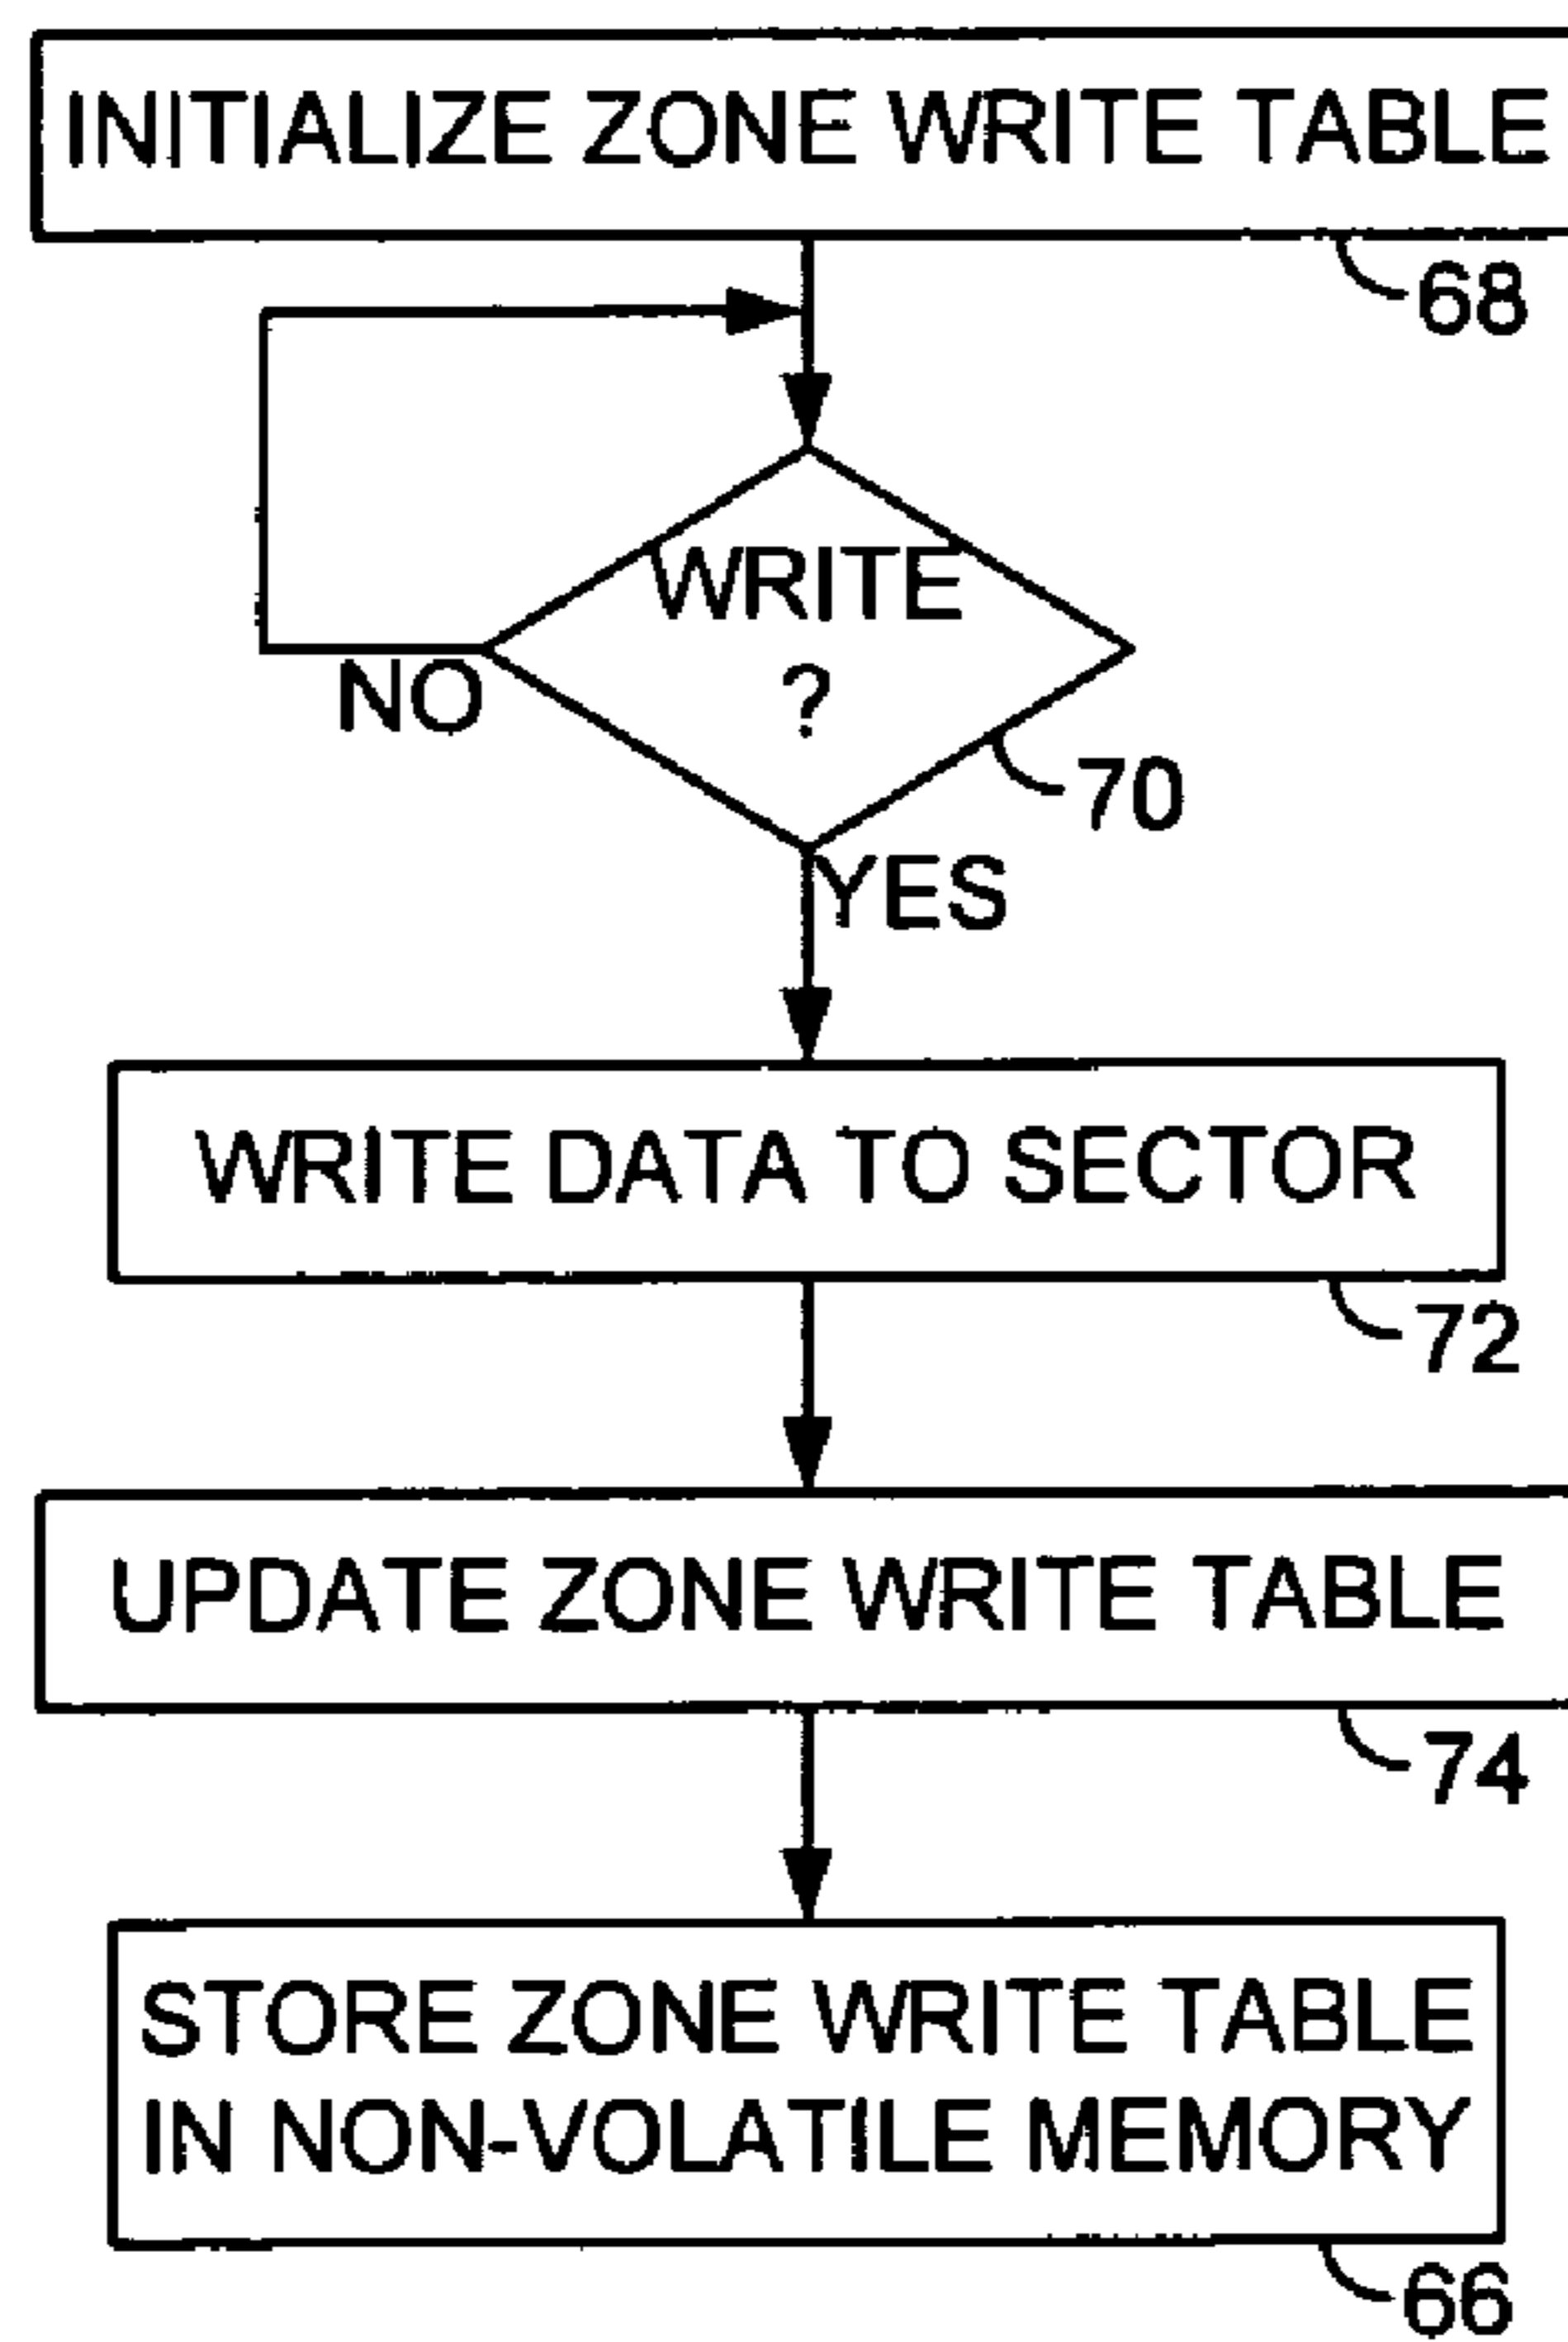 INITIALIZE ZONE WRITE TABLE
68
WRITE
?
NO
70
YES
WRITE DATA TO SECTOR
72
UPDATE ZONE WRITE TABLE
74
STORE ZONE WRITE TABLE
IN NON-VOLATILE MEMORY
66